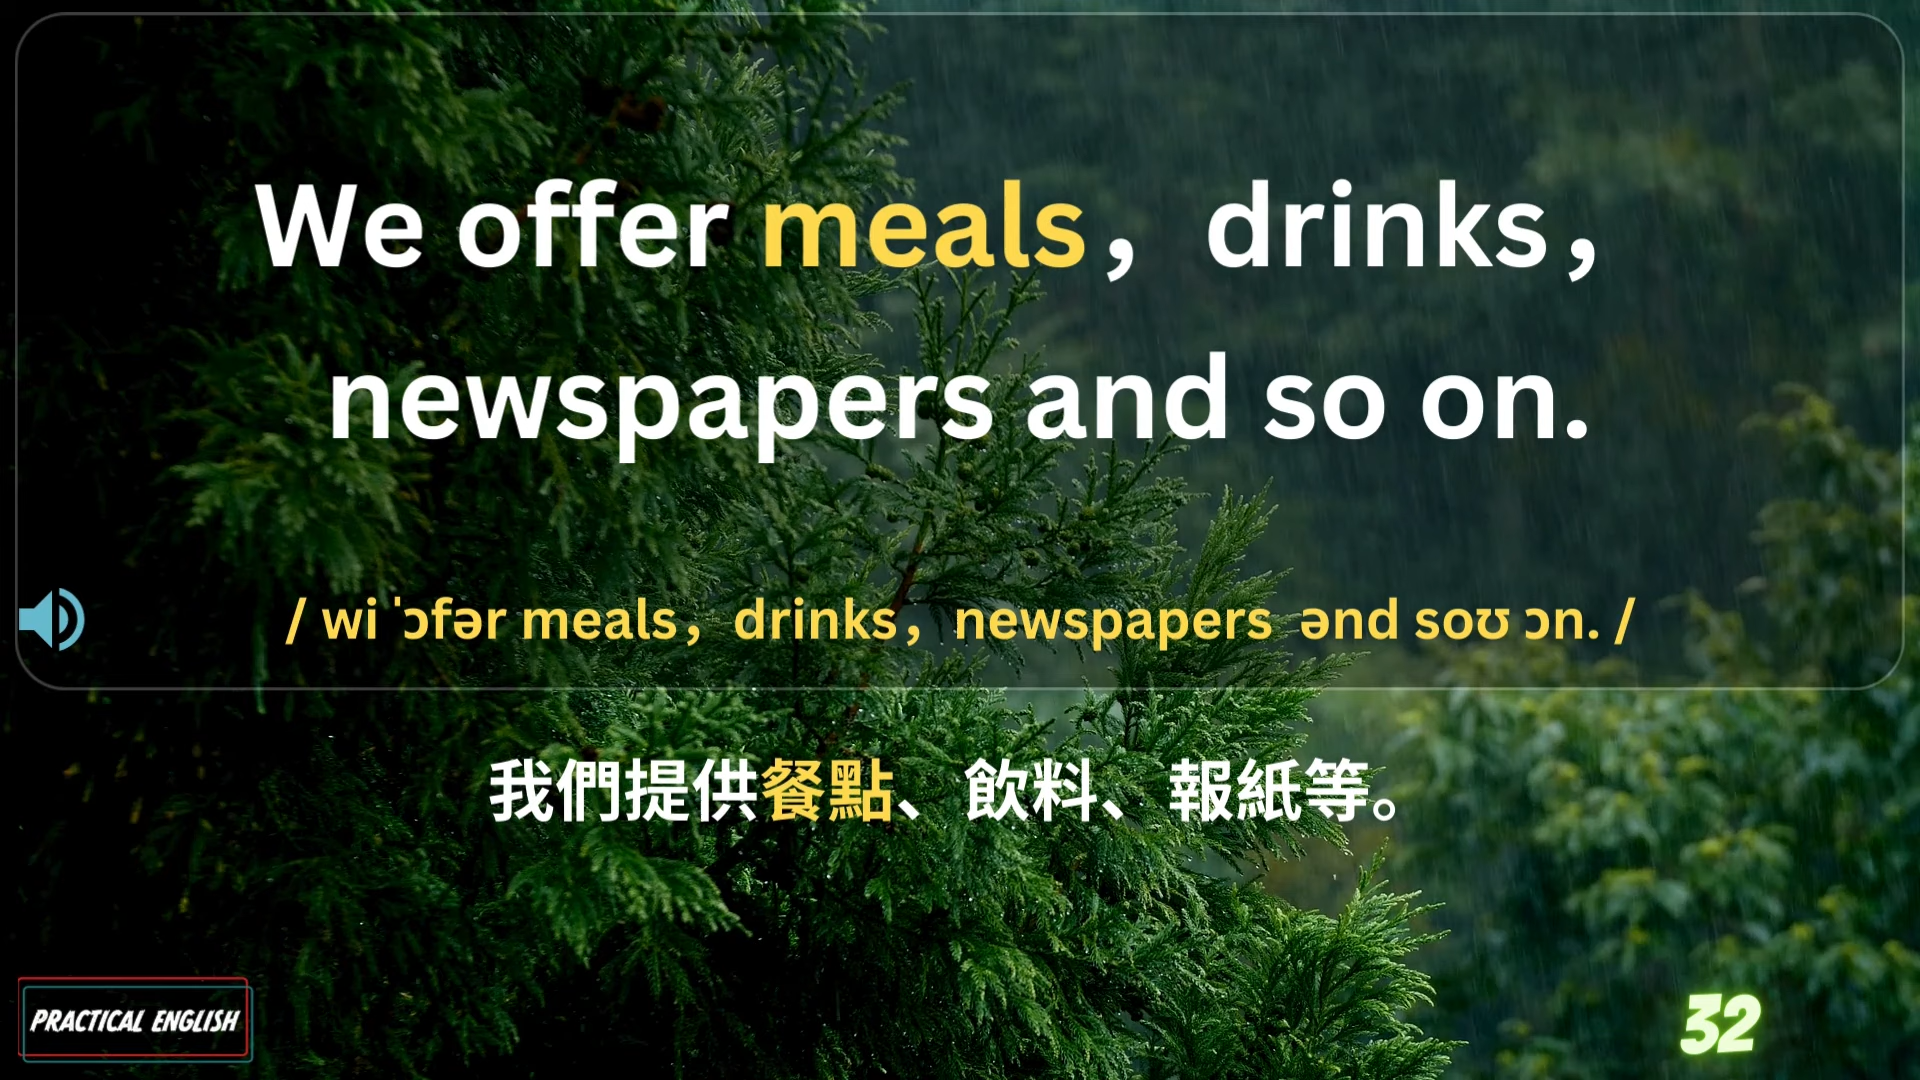 We offer meals，drinks，
newspapers and so on.
/ wi ˈɔfər meals，drinks，newspapers ənd soʊ ɔn. /
我們提供餐點、飲料、報紙等。
PRACTICAL ENGLISH
32